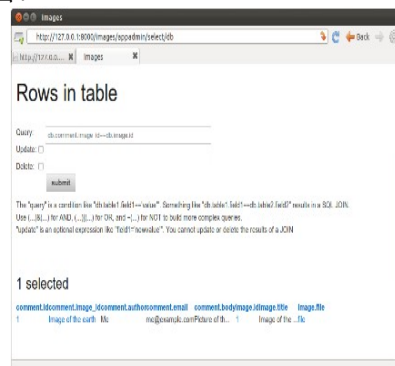 Images
http://127.0.0.1:8000/images/appadmin/select/db
Back
http://127.0.0.... Images
Rows in table
Query: db.comment.image_id==db.image.id
Update:
Delete:
submit
The "query" is a condition like "db.table1.field1=='value'". Something like "db.table1.field1==db.table2.field2" results in a SQL JOIN.
Use (...)&(...) for AND, (...)|(...) for OR, and ~(...) for NOT to build more complex queries.
"update" is an optional expression like "field1='newvalue'". You cannot update or delete the results of a JOIN
1 selected
comment.id comment.image_id comment.author comment.email comment.body image.id image.title image.file
1 Image of the earth Me me@example.com Picture of th... 1 Image of the ... file